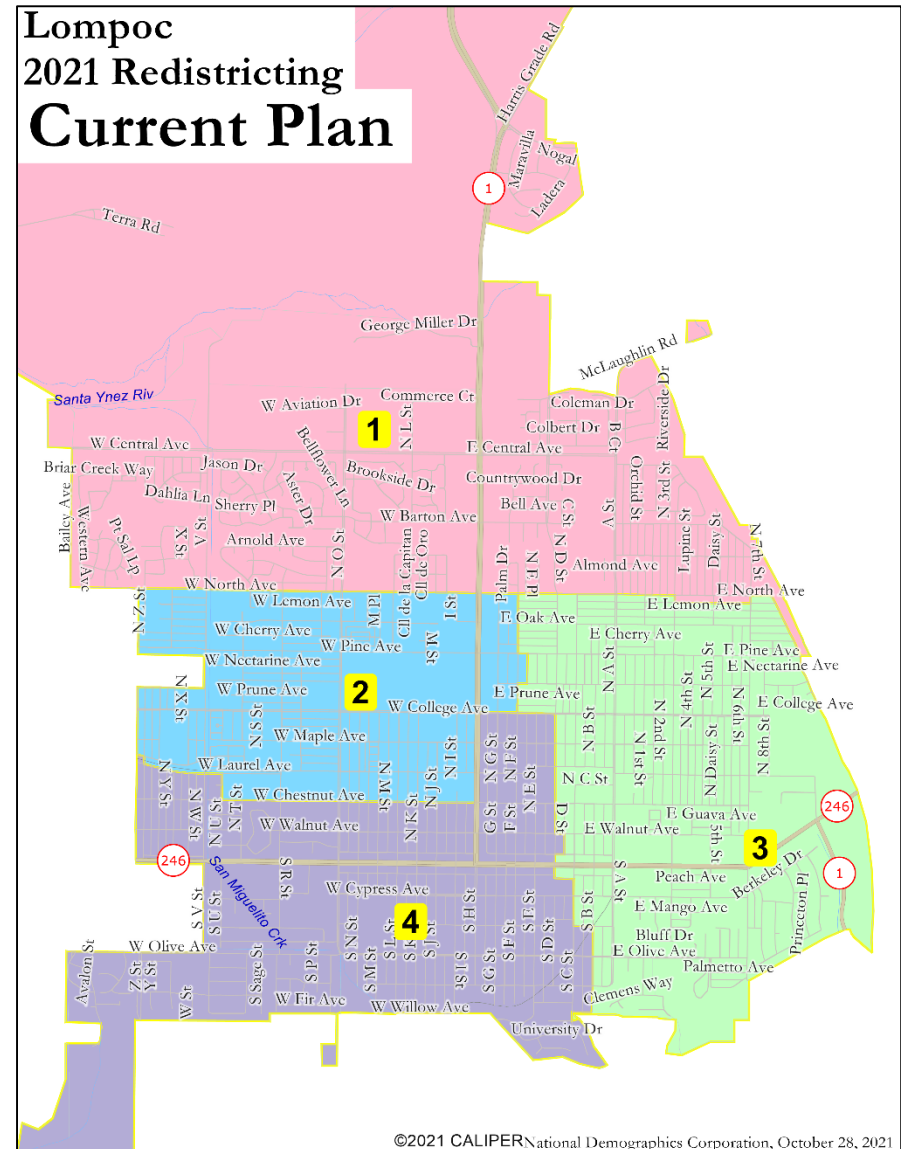 Lompoc
2021 Redistricting
Current Plan
Harris Grade Rd
Maravilla
Nogal
Ladera
1
Terra Rd
George Miller Dr
McLaughlin Rd
Santa Ynez Riv
W Aviation Dr
Commerce Ct
N L St
Coleman Dr
Colbert Dr
B Ct
Riverside Dr
1
W Central Ave
E Central Ave
Briar Creek Way
Jason Dr
Bellflower Ln
Brookside Dr
Countrywood Dr
Orchid St
N 3rd St
Bailey Ave
Western Ave
Dahlia Ln
Sherry Pl
Aster Dr
W Barton Ave
Bell Ave
C St
V St
Lupine St
Daisy St
N 7th St
Pt Sal Lp
X St
V St
Arnold Ave
N O St
Cll de la Capitan
Cll de Oro
Palm Dr
N E Pl
N D St
Almond Ave
W North Ave
E North Ave
N Z St
W Lemon Ave
M Pl
I St
E Lemon Ave
W Cherry Ave
E Oak Ave
E Cherry Ave
W Pine Ave
M St
N V St
N 5th St
E Pine Ave
W Nectarine Ave
E Nectarine Ave
N X St
W Prune Ave
2
E Prune Ave
N 4th St
N 6th St
E College Ave
N S St
W College Ave
N B St
N 2nd St
W Maple Ave
N 1st St
N Daisy St
N 8th St
W Laurel Ave
N I St
N G St
N F St
N Y St
N M St
N J St
N E St
N C St
W Chestnut Ave
N W St
N U St
N T St
N K St
G St
F St
D St
E Guava Ave
246
W Walnut Ave
E Walnut Ave
5th St
3
246
S R St
S A St
Peach Ave
Berkeley Dr
1
San Miguelito Crk
W Cypress Ave
S V St
S U St
4
S H St
S E St
S B St
E Mango Ave
Princeton Pl
S N St
S L St
S K
S J St
Bluff Dr
Avalon St
W Olive Ave
S F St
S D St
E Olive Ave
Z St
Y St
S Sage St
S P St
S M St
S I St
S G St
S C St
Palmetto Ave
W St
W Fir Ave
W Willow Ave
Clemens Way
University Dr
©2021 CALIPER National Demographics Corporation, October 28, 2021